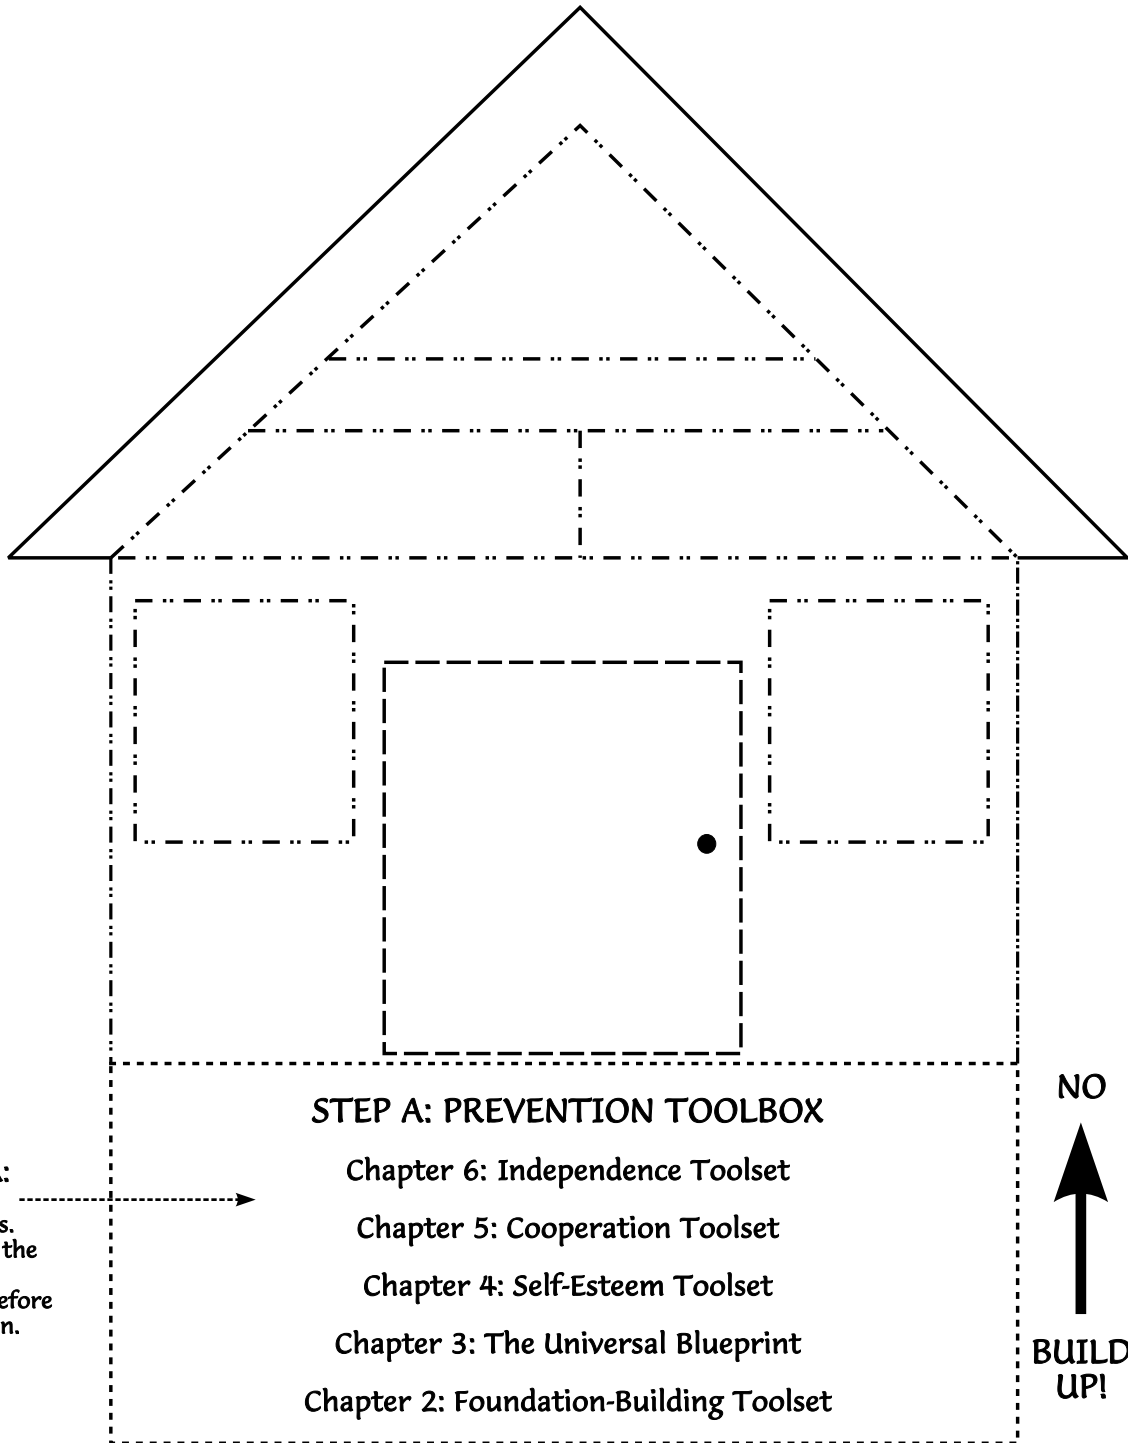 NO
STEP A: PREVENTION TOOLBOX
Chapter 6: Independence Toolset
Chapter 5: Cooperation Toolset
the
Chapter 4: Self-Esteem Toolset
Chapter 3: The Universal Blueprint
BUILD
UP!
Chapter 2: Foundation-Building Toolset